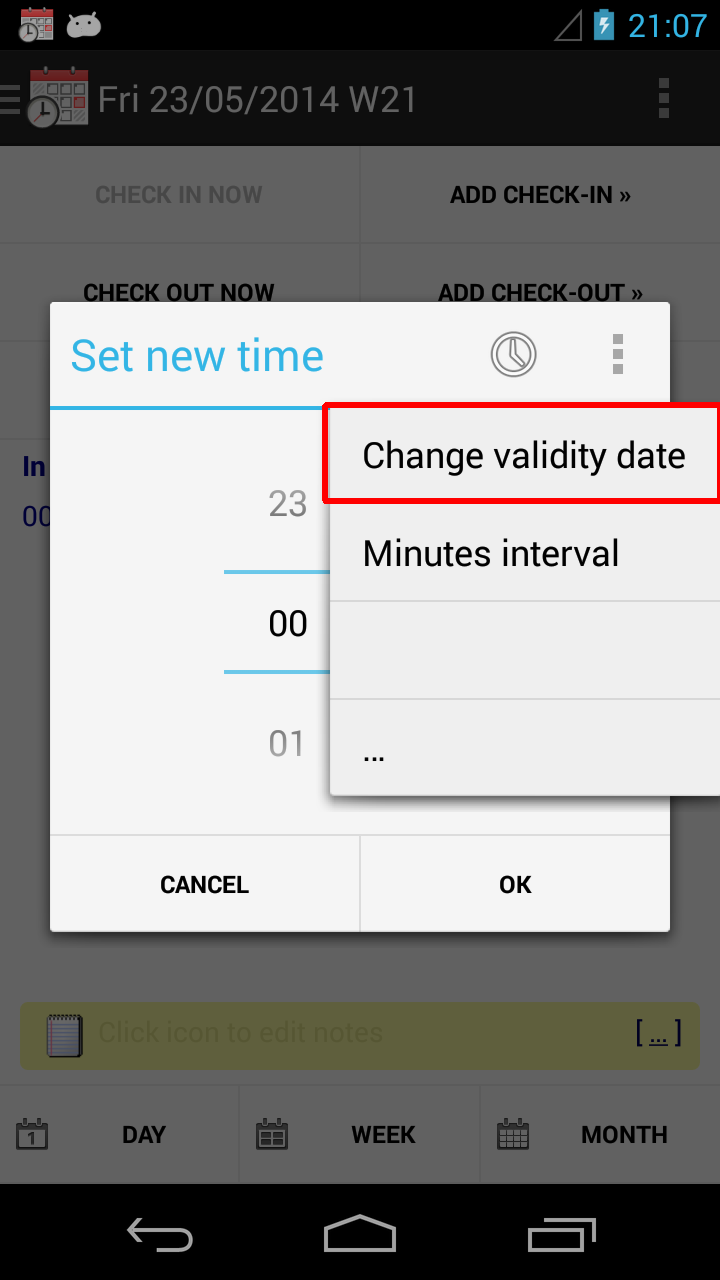 21:07
Fri 23/05/2014 W21
CHECK IN NOW
ADD CHECK-IN »
CHECK OUT NOW
ADD CHECK-OUT »
Set new time
In
00
Change validity date
23
Minutes interval
00
01
...
CANCEL
OK
Click icon to edit notes
[...]
1
DAY
WEEK
MONTH